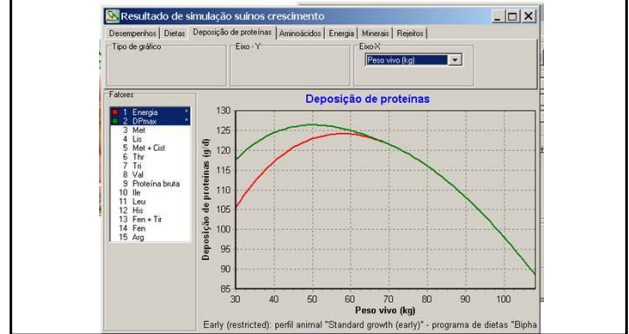 Resultado de simulação suínos crescimento
Desempenhos | Dietas | Deposição de proteínas | Aminoácidos | Energia | Minerais | Rejeitos |
Tipo de gráfico
Eixo - Y
Eixo-X
Peso vivo (kg)
Fatores
1 Energia *
2 DPmax *
3 Met
4 Lis
5 Met + Cist
6 Thr
7 Tri
8 Val
9 Proteína bruta
10 Ile
11 Leu
12 His
13 Fen + Tir
14 Fen
15 Arg
Deposição de proteínas
Deposição de proteínas (g/d)
130
125
120
115
110
105
100
95
90
85
30 40 50 60 70 80 90 100
Peso vivo (kg)
Early (restricted): perfil animal "Standard growth (early)" - programa de dietas "Bipha